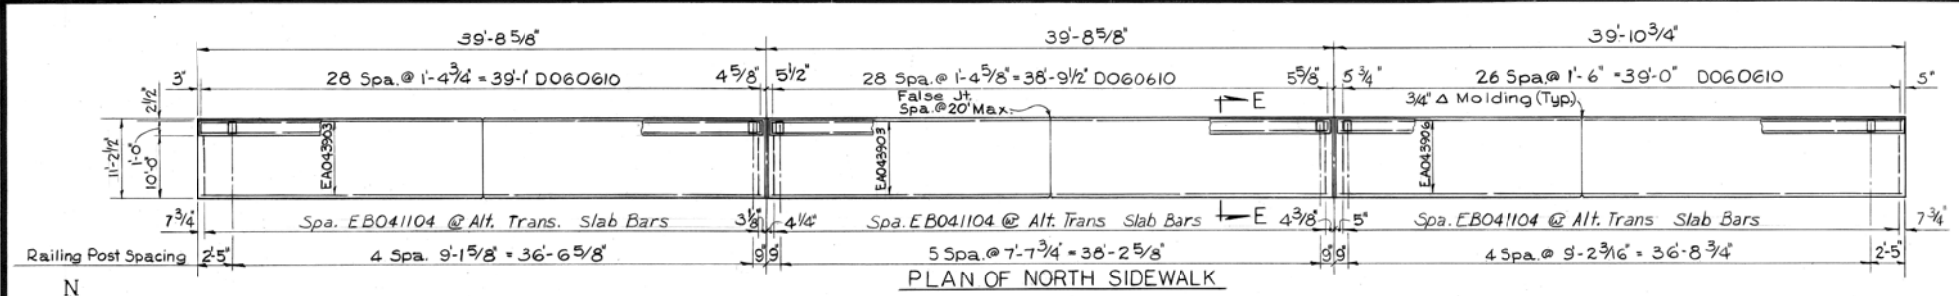 39'-8 5/8" 39'-8 5/8" 39'-10 3/4"
3" 28 Spa. @ 1'-4 3/4" = 39'-1" D060610 4 5/8" 5 1/2" 28 Spa. @ 1'-4 5/8" = 38'-9 1/2" D060610 5 5/8" 5 3/4" 26 Spa. @ 1'-6" = 39'-0" D060610 5"
False Jt.
Spa. @ 20' Max.
E
3/4" Δ Molding (Typ.)
2 1/2"
1'-0"
10'-0"
11'-2 1/2"
EA043903
EA043903
EA043906
7 3/4" Spa. EB041104 @ Alt. Trans. Slab Bars 3 1/8" 4 1/4" Spa. EB041104 @ Alt. Trans Slab Bars E 4 3/8" 5" Spa. EB041104 @ Alt. Trans Slab Bars 7 3/4"
Railing Post Spacing 2'-5" 4 Spa. 9'-1 5/8" = 36'-6 5/8" 9" 9" 5 Spa. @ 7'-7 3/4" = 38'-2 5/8" 9" 9" 4 Spa. @ 9'-2 3/16" = 36'-8 3/4" 2'-5"
PLAN OF NORTH SIDEWALK
N